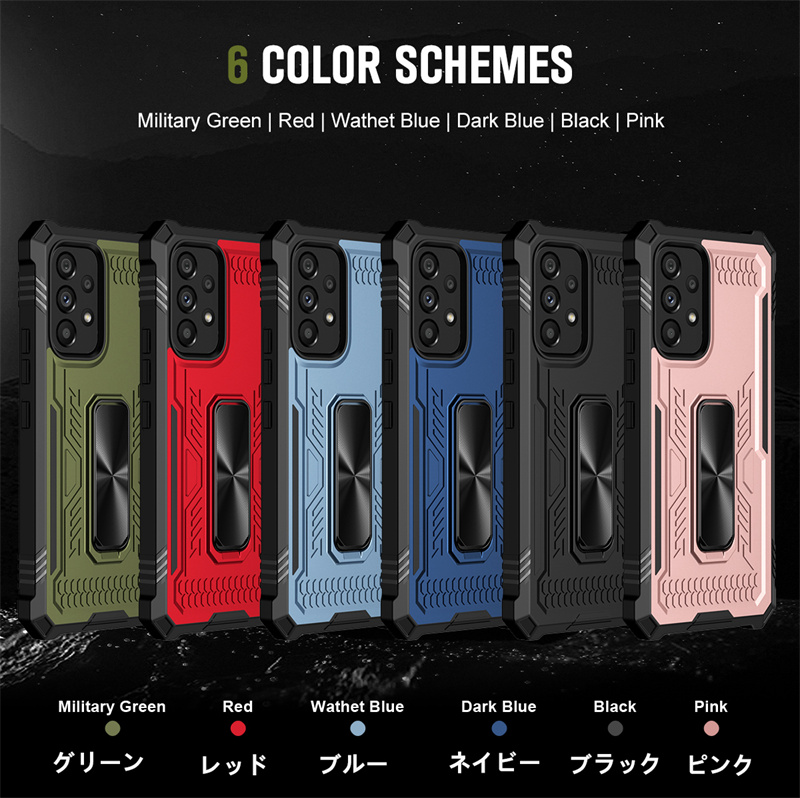 6 COLOR SCHEMES
Military Green | Red | Wathet Blue | Dark Blue | Black | Pink
Military Green Red Wathet Blue Dark Blue Black Pink
グリーン レッド ブルー ネイビー ブラック ピンク